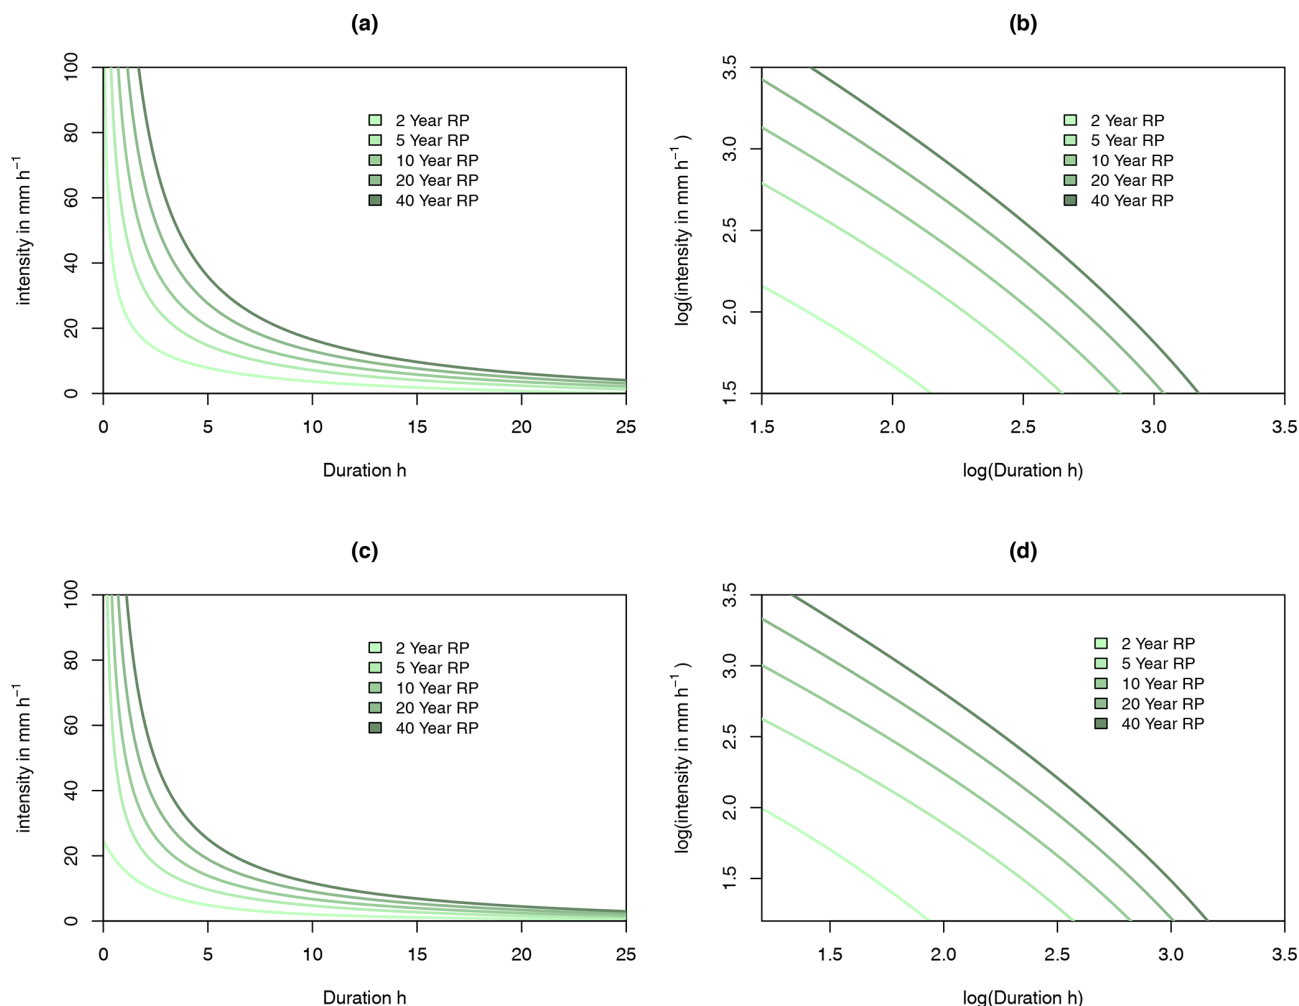 (a)
intensity in mm h⁻¹
100
80
60
40
20
0
2 Year RP
5 Year RP
10 Year RP
20 Year RP
40 Year RP
0 5 10 15 20 25
Duration h
(b)
log(intensity in mm h⁻¹ )
3.5
3.0
2.5
2.0
1.5
2 Year RP
5 Year RP
10 Year RP
20 Year RP
40 Year RP
1.5 2.0 2.5 3.0 3.5
log(Duration h)
(c)
intensity in mm h⁻¹
100
80
60
40
20
0
2 Year RP
5 Year RP
10 Year RP
20 Year RP
40 Year RP
0 5 10 15 20 25
Duration h
(d)
log(intensity in mm h⁻¹ )
3.5
3.0
2.5
2.0
1.5
2 Year RP
5 Year RP
10 Year RP
20 Year RP
40 Year RP
1.5 2.0 2.5 3.0 3.5
log(Duration h)